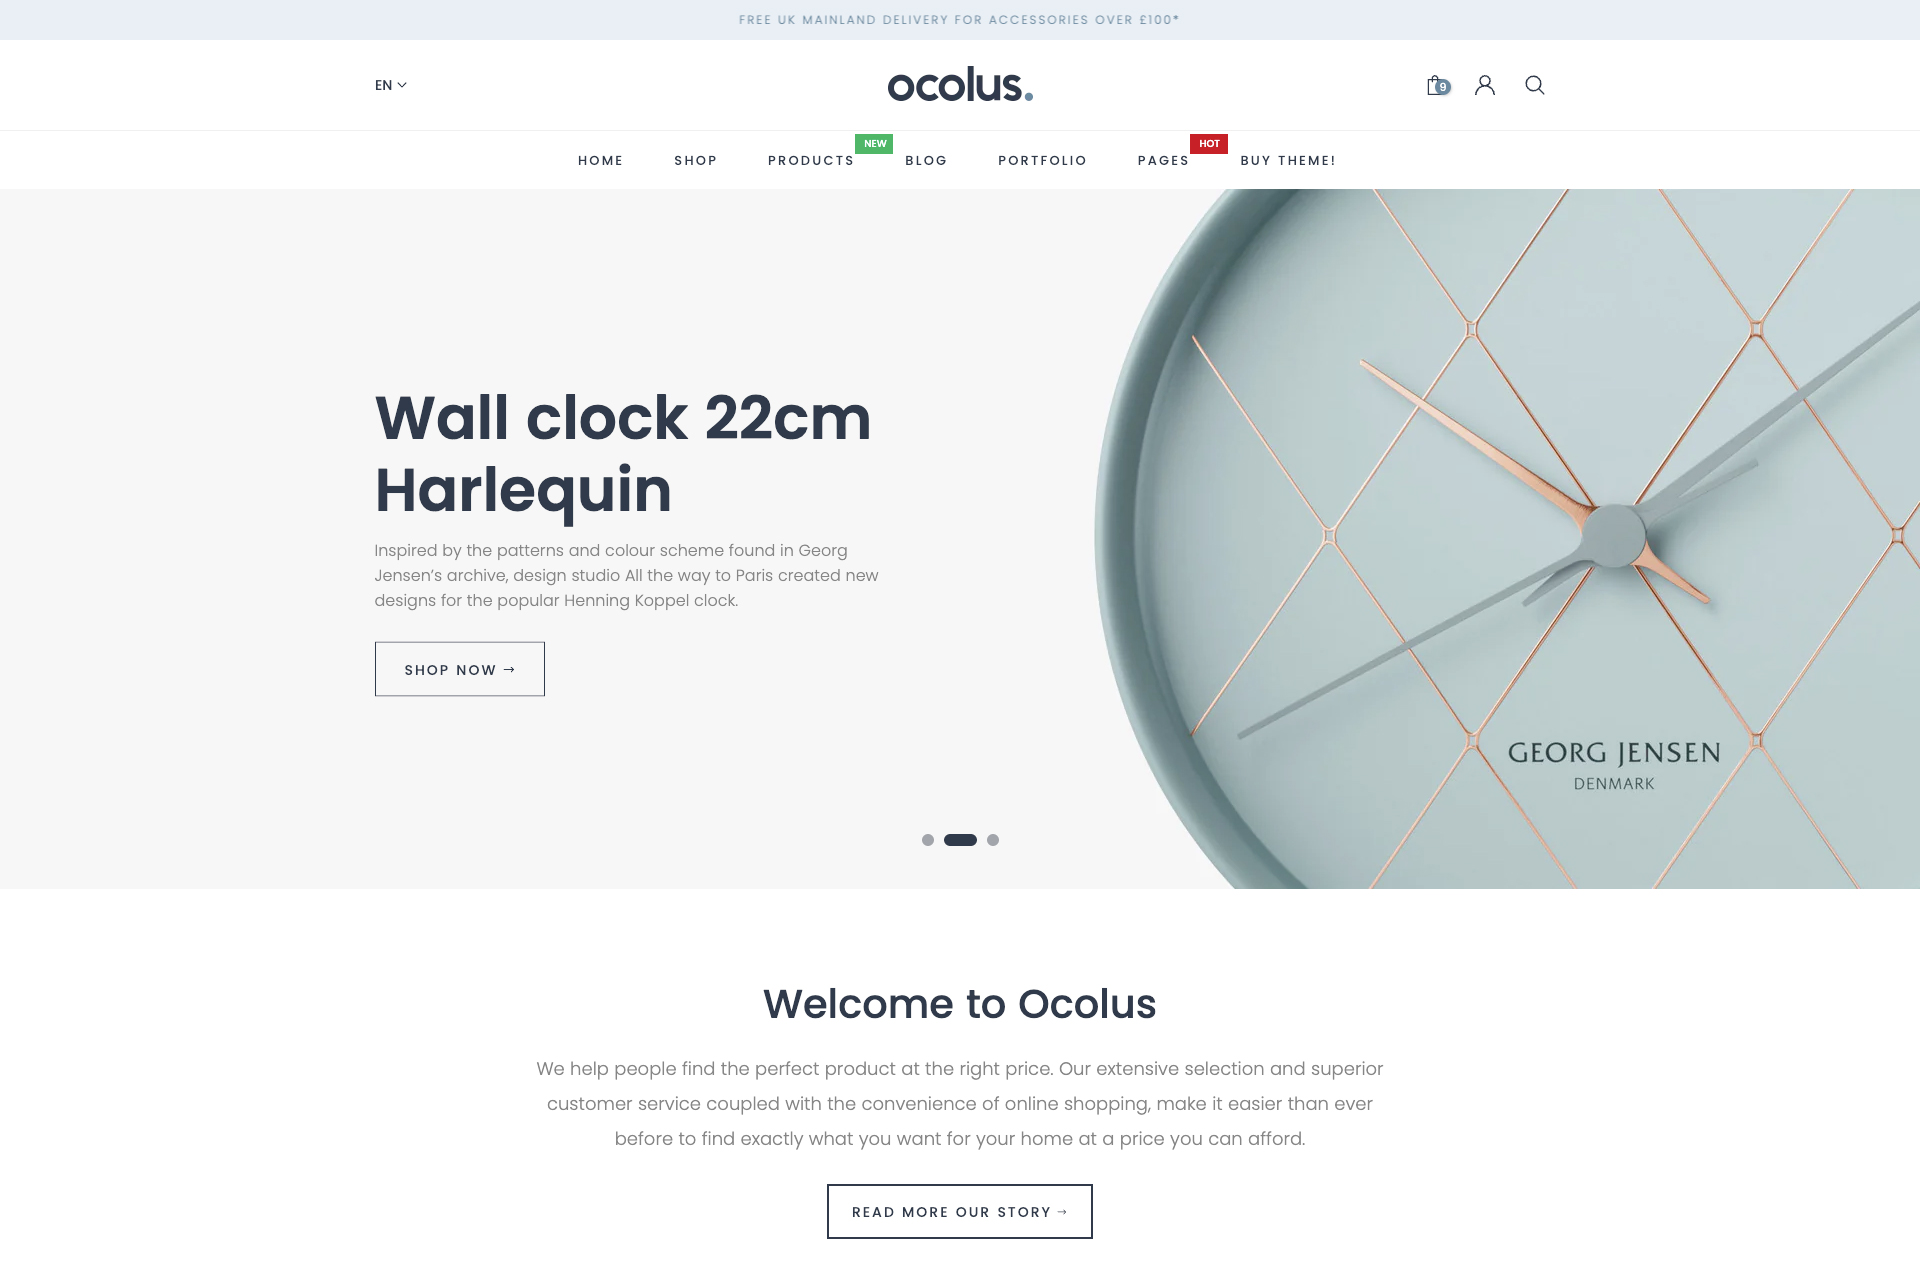 FREE UK MAINLAND DELIVERY FOR ACCESSORIES OVER £100*
EN
ocolus.
9
NEW
HOT
HOME SHOP PRODUCTS BLOG PORTFOLIO PAGES BUY THEME!
Wall clock 22cm
Harlequin
Inspired by the patterns and colour scheme found in Georg
Jensen’s archive, design studio All the way to Paris created new
designs for the popular Henning Koppel clock.
SHOP NOW →
GEORG JENSEN
DENMARK
Welcome to Ocolus
We help people find the perfect product at the right price. Our extensive selection and superior
customer service coupled with the convenience of online shopping, make it easier than ever
before to find exactly what you want for your home at a price you can afford.
READ MORE OUR STORY →